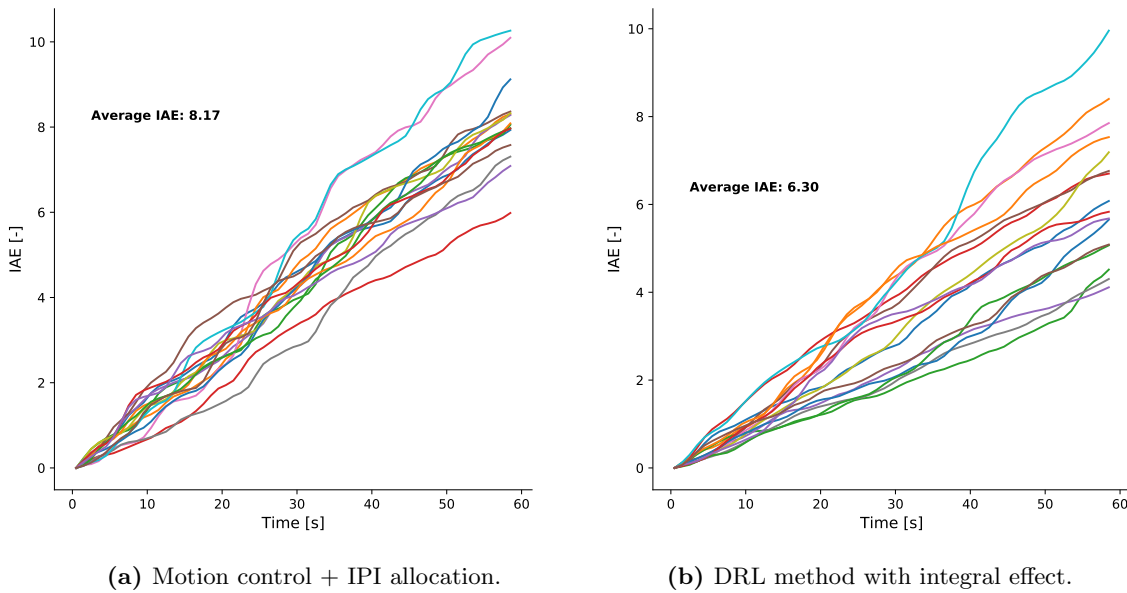 10
8
6
4
2
0
IAE [-]
Average IAE: 8.17
0 10 20 30 40 50 60
Time [s]
(a) Motion control + IPI allocation.
10
8
6
4
2
0
IAE [-]
Average IAE: 6.30
0 10 20 30 40 50 60
Time [s]
(b) DRL method with integral effect.